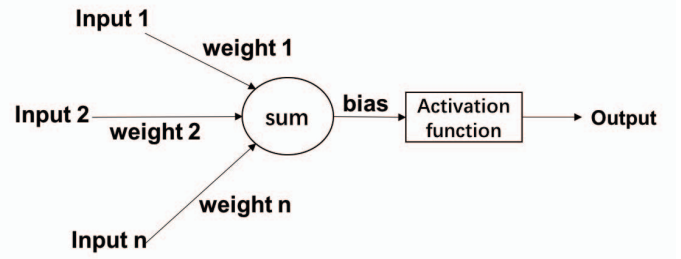 Input 1
weight 1
Input 2
weight 2
sum
bias
Activation
function
Output
weight n
Input n